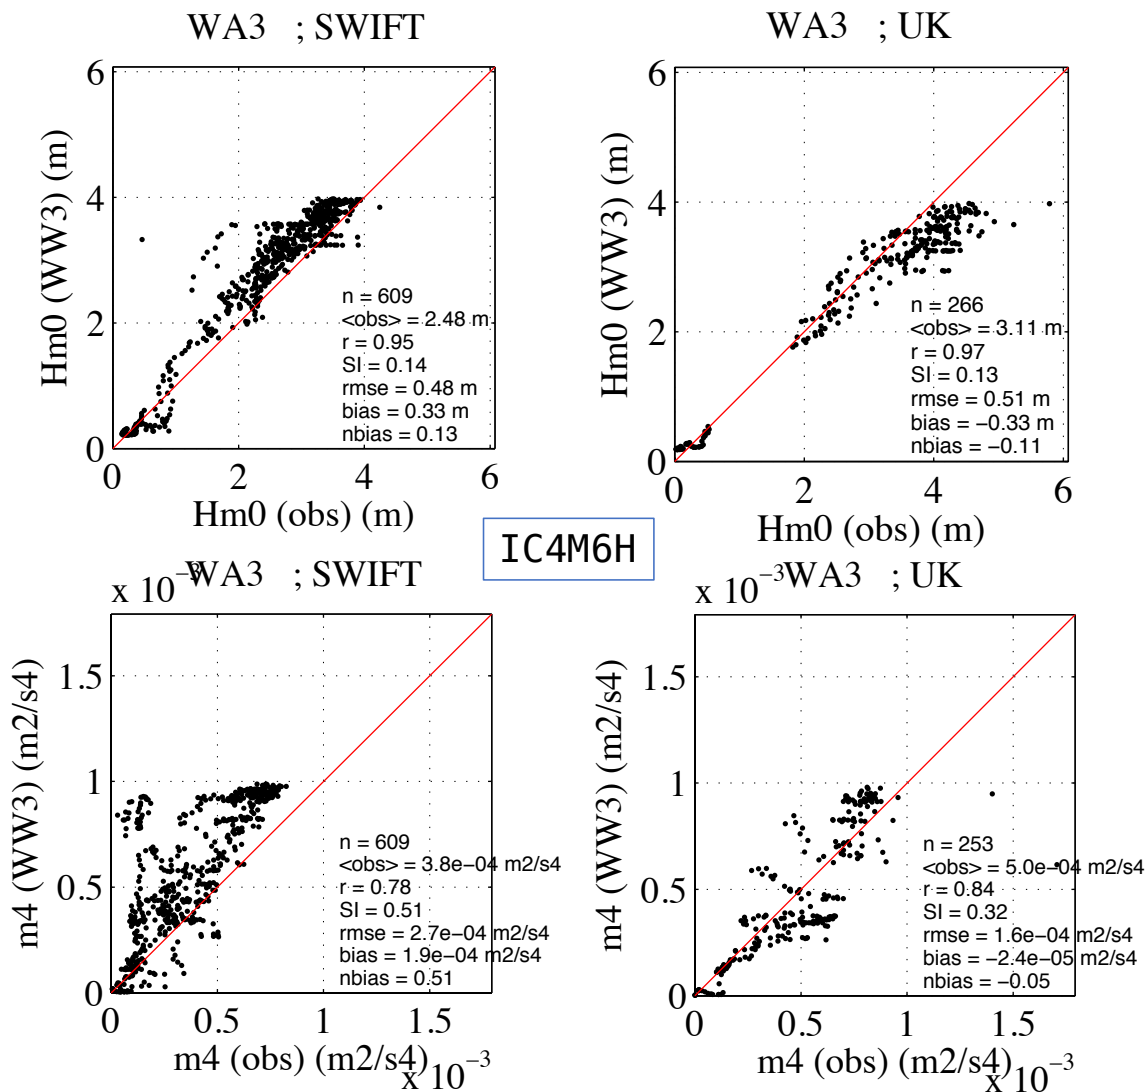 WA3 ; SWIFT
6
4
2
0
Hm0 (WW3) (m)
n = 609
<obs> = 2.48 m
r = 0.95
SI = 0.14
rmse = 0.48 m
bias = 0.33 m
nbias = 0.13
0 2 4 6
Hm0 (obs) (m)
WA3 ; UK
6
4
2
0
Hm0 (WW3) (m)
n = 266
<obs> = 3.11 m
r = 0.97
SI = 0.13
rmse = 0.51 m
bias = −0.33 m
nbias = −0.11
0 2 4 6
Hm0 (obs) (m)
IC4M6H
x 10⁻³
WA3 ; SWIFT
1.5
1
0.5
0
m4 (WW3) (m2/s4)
n = 609
<obs> = 3.8e−04 m2/s4
r = 0.78
SI = 0.51
rmse = 2.7e−04 m2/s4
bias = 1.9e−04 m2/s4
nbias = 0.51
0 0.5 1 1.5
m4 (obs) (m2/s4)
x 10⁻³
x 10⁻³
WA3 ; UK
1.5
1
0.5
0
m4 (WW3) (m2/s4)
n = 253
<obs> = 5.0e−04 m2/s4
r = 0.84
SI = 0.32
rmse = 1.6e−04 m2/s4
bias = −2.4e−05 m2/s4
nbias = −0.05
0 0.5 1 1.5
m4 (obs) (m2/s4)
x 10⁻³